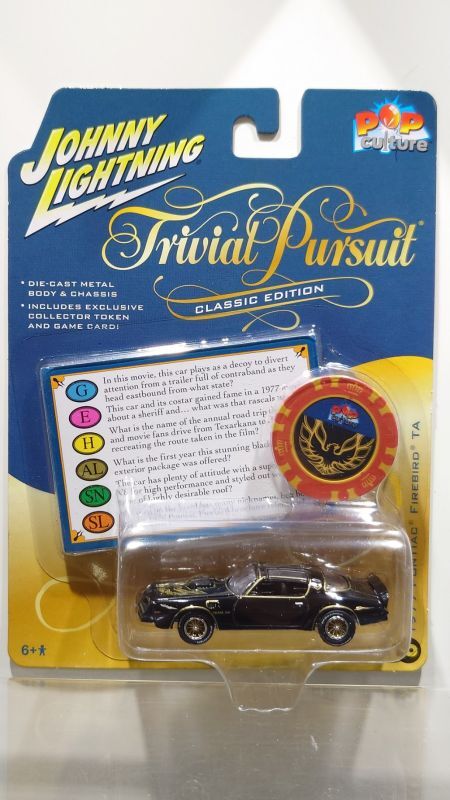 JOHNNY
LIGHTNING
POP
culture
Trivial Pursuit
CLASSIC EDITION
• DIE-CAST METAL
BODY & CHASSIS
• INCLUDES EXCLUSIVE
COLLECTOR TOKEN
AND GAME CARD!
G In this movie, this car plays as a decoy to divert
attention from a trailer full of contraband as they
head eastbound from what state?
E This car and its costar gained fame in a 1977
about a sheriff and... what was that rascals
H What is the name of the annual road trip
and movie fans drive from Texarkana to
recreating the route taken in the film?
AL What is the first year this stunning black
exterior package was offered?
SN The car has plenty of attitude with a
for high performance and styled out
of highly desirable roof?
SL
POP
1977 PONTIAC® FIREBIRD® TA
6+